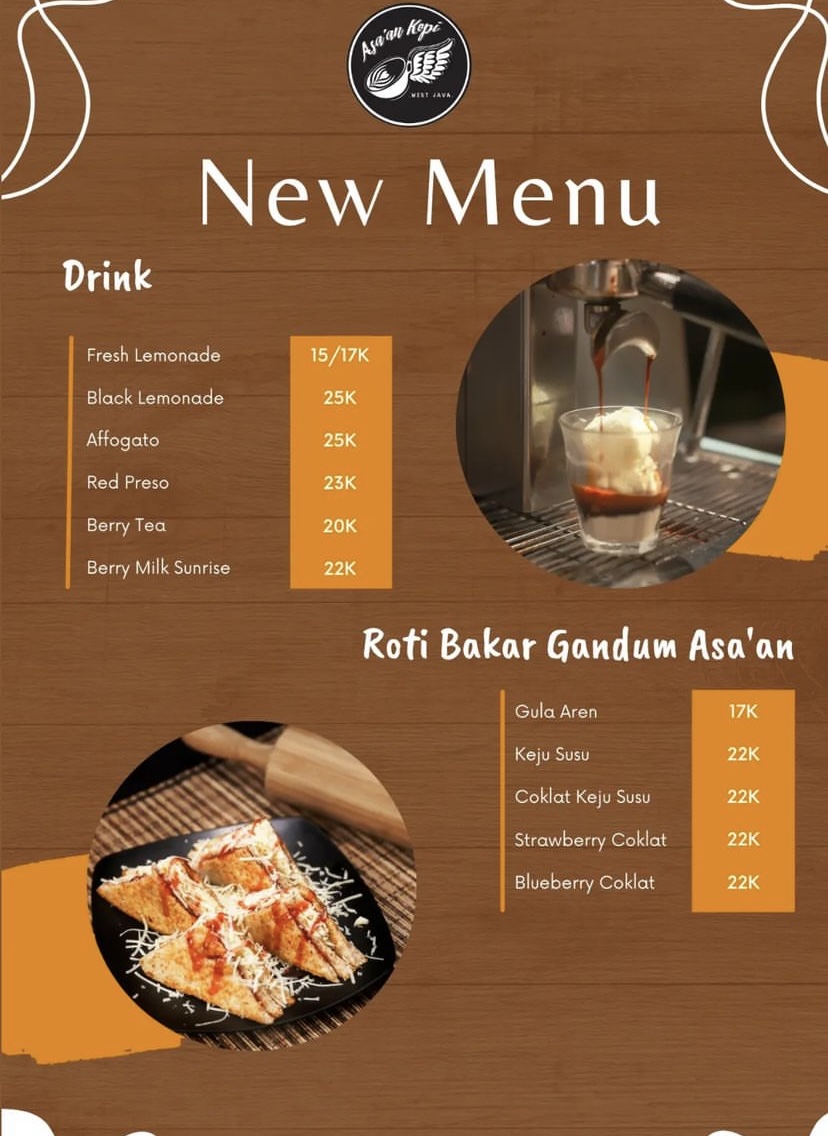 Asa'an Kopi
WEST JAVA.
New Menu
Drink
Fresh Lemonade 15/17K
Black Lemonade 25K
Affogato 25K
Red Preso 23K
Berry Tea 20K
Berry Milk Sunrise 22K
Roti Bakar Gandum Asa'an
Gula Aren 17K
Keju Susu 22K
Coklat Keju Susu 22K
Strawberry Coklat 22K
Blueberry Coklat 22K